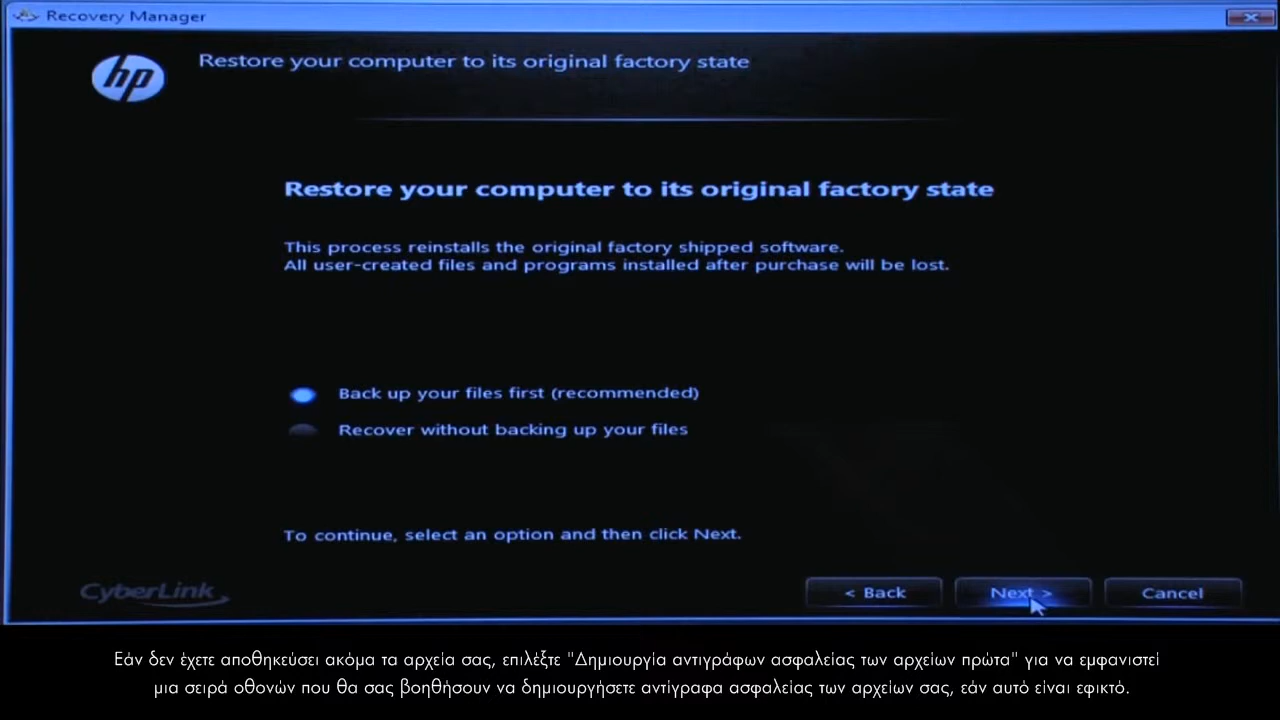 Recovery Manager
hp
Restore your computer to its original factory state
Restore your computer to its original factory state
This process reinstalls the original factory shipped software.
All user-created files and programs installed after purchase will be lost.
Back up your files first (recommended)
Recover without backing up your files
To continue, select an option and then click Next.
CyberLink
< Back
Next >
Cancel
Εάν δεν έχετε αποθηκεύσει ακόμα τα αρχεία σας, επιλέξτε "Δημιουργία αντιγράφων ασφαλείας των αρχείων πρώτα" για να εμφανιστεί
μια σειρά οθονών που θα σας βοηθήσουν να δημιουργήσετε αντίγραφα ασφαλείας των αρχείων σας, εάν αυτό είναι εφικτό.